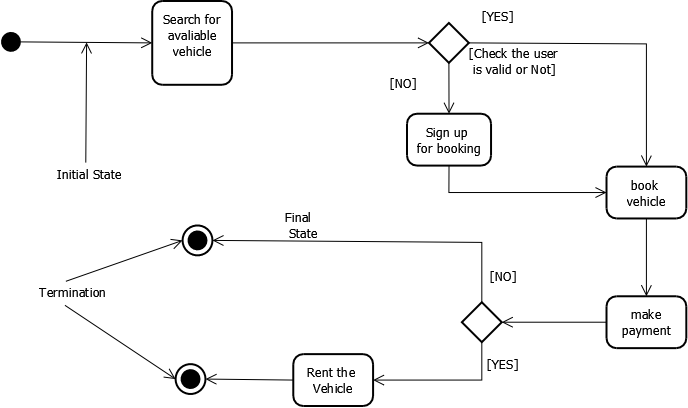 Search for
avaliable
vehicle
[YES]
[Check the user
is valid or Not]
[NO]
Sign up
for booking
Initial State
book
vehicle
Final
State
[NO]
Termination
make
payment
[YES]
Rent the
Vehicle